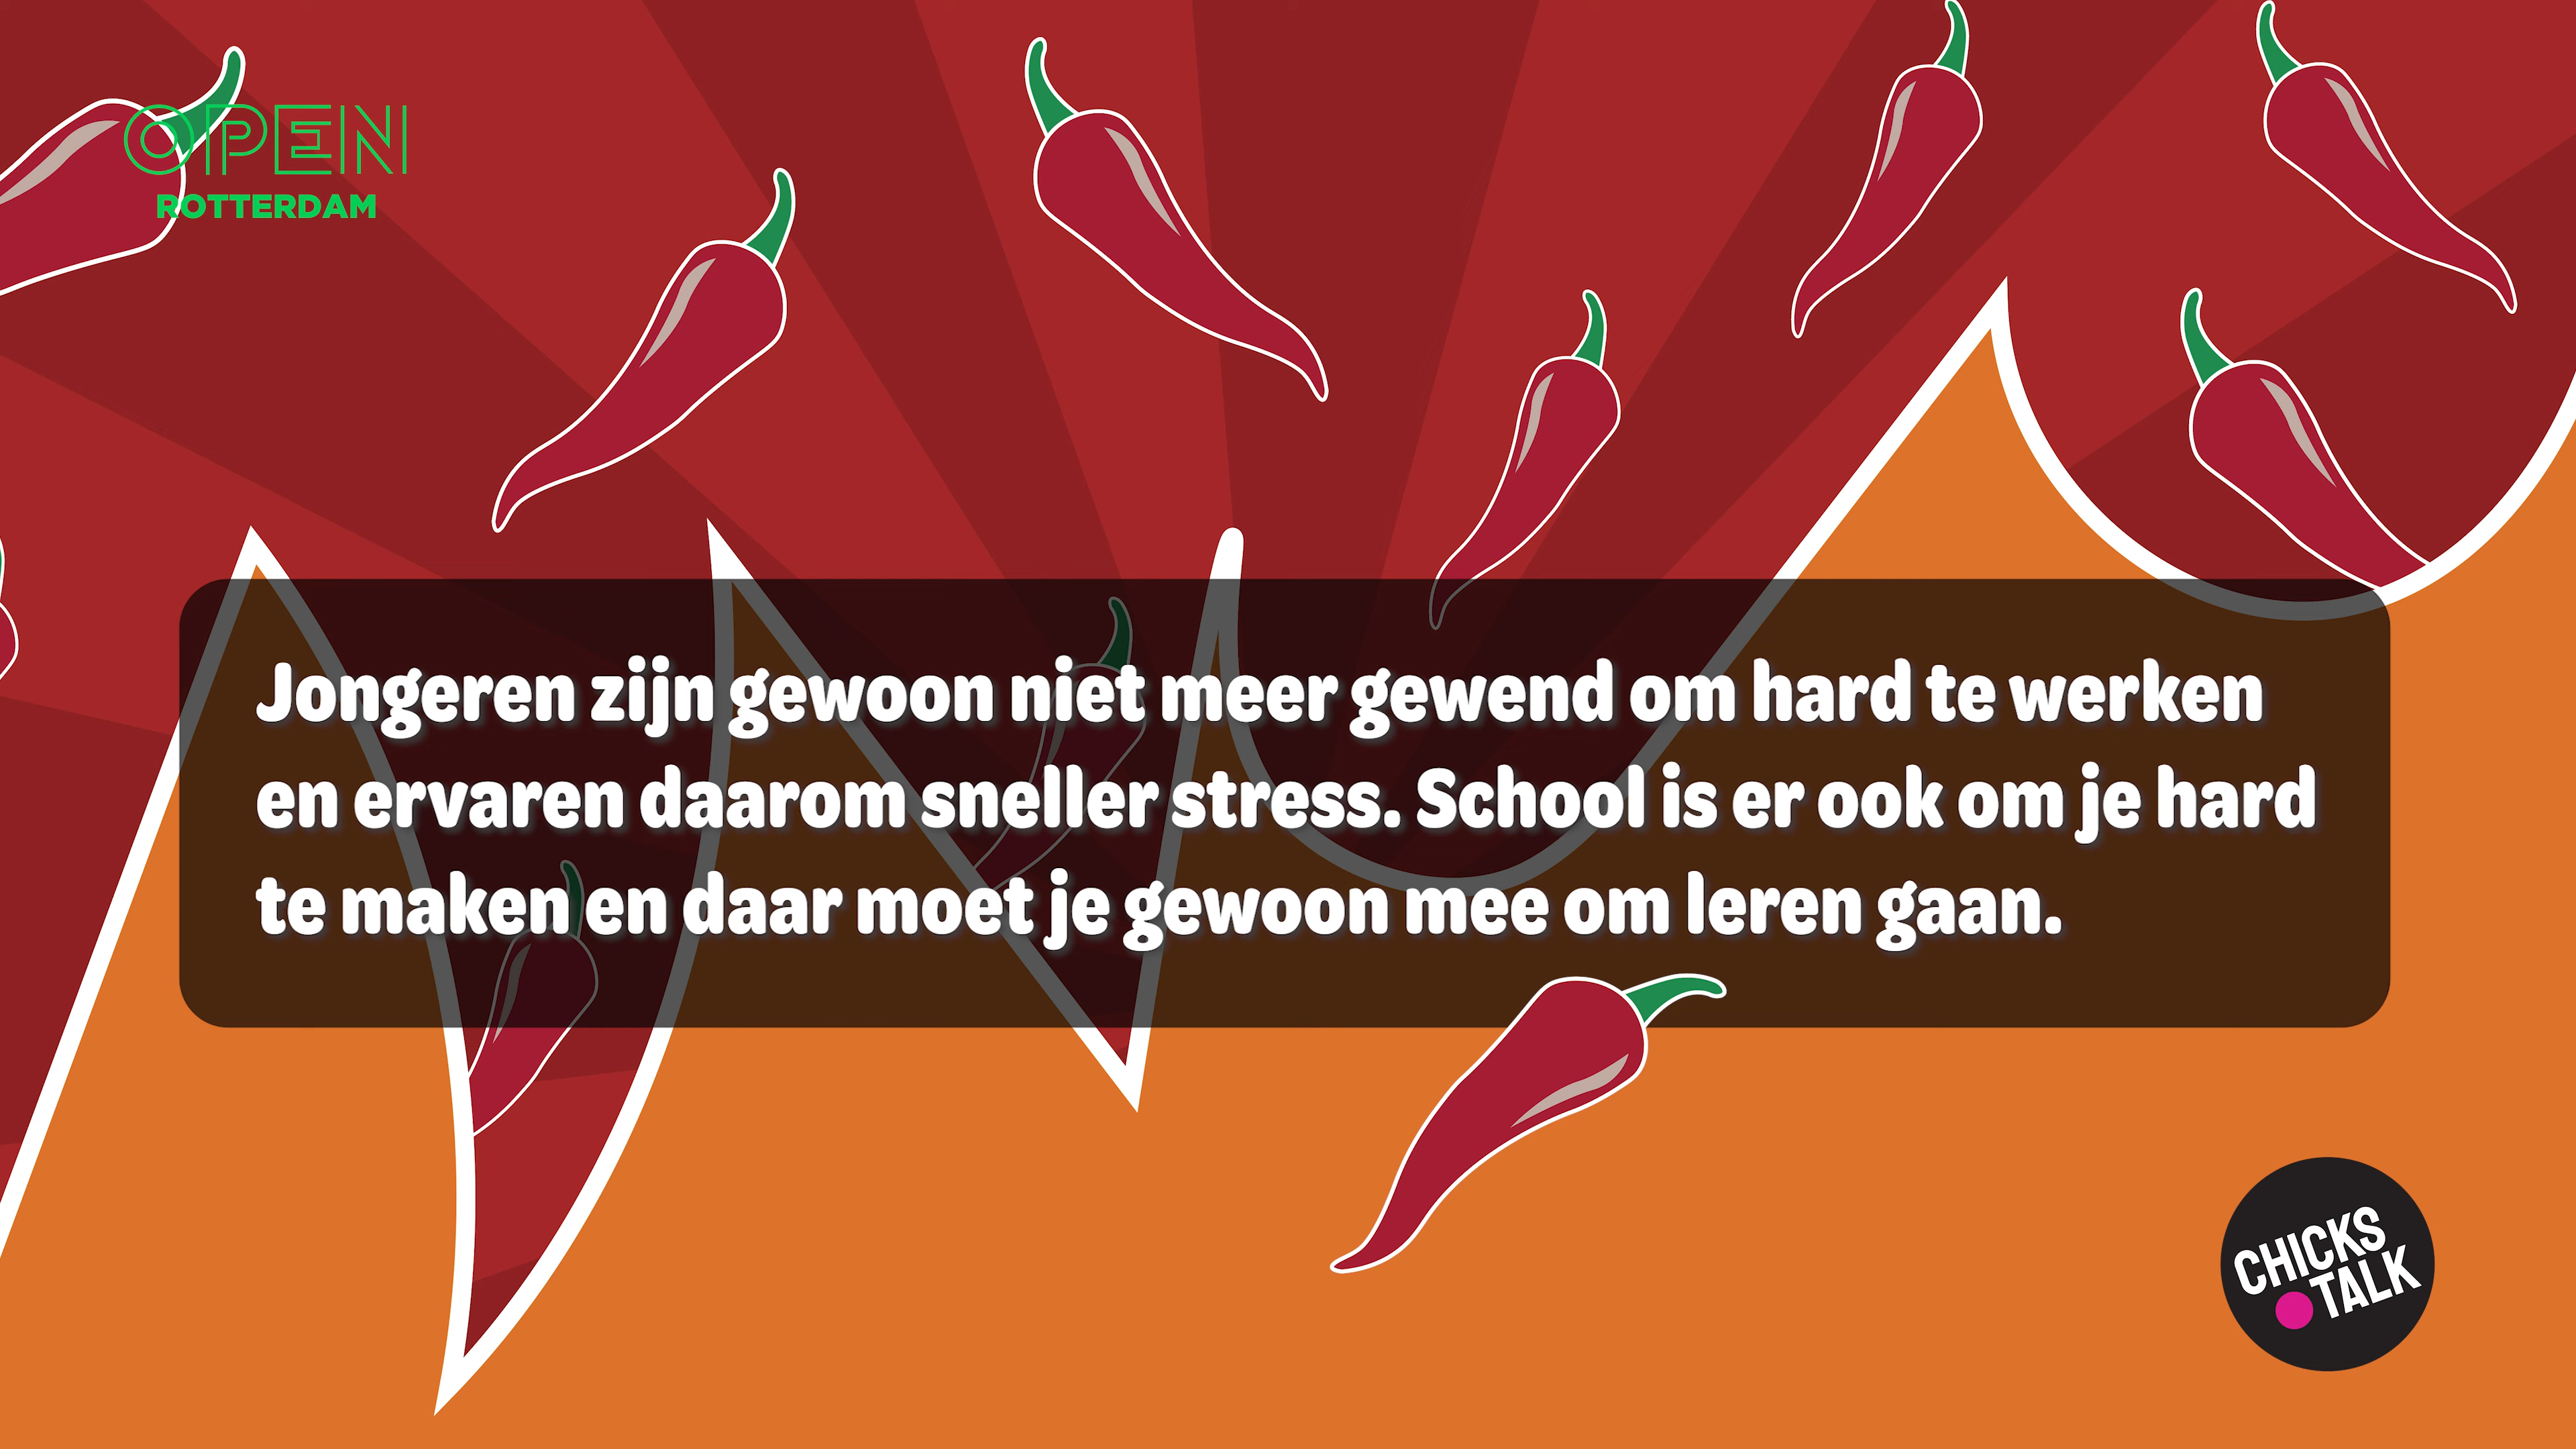 OPEN
ROTTERDAM
Jongeren zijn gewoon niet meer gewend om hard te werken
en ervaren daarom sneller stress. School is er ook om je hard
te maken en daar moet je gewoon mee om leren gaan.
CHICKS
TALK